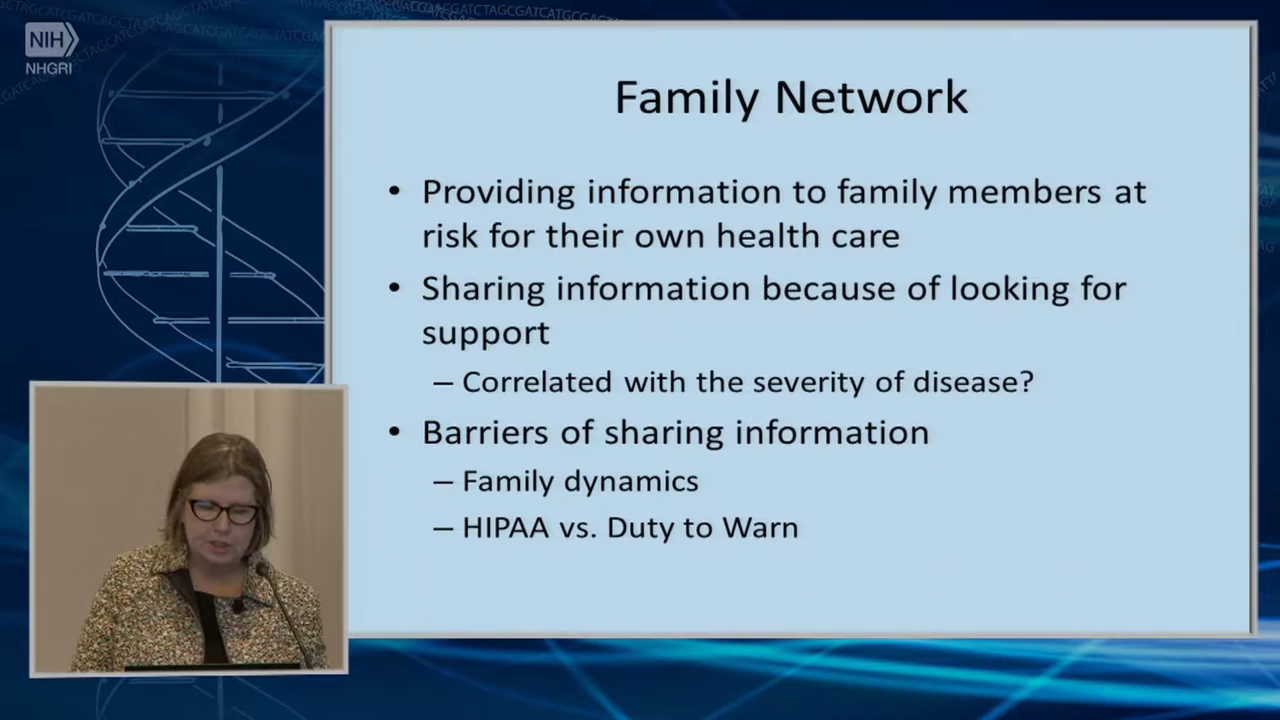 NIH
NHGRI
Family Network
• Providing information to family members at
risk for their own health care
• Sharing information because of looking for
support
– Correlated with the severity of disease?
• Barriers of sharing information
– Family dynamics
– HIPAA vs. Duty to Warn